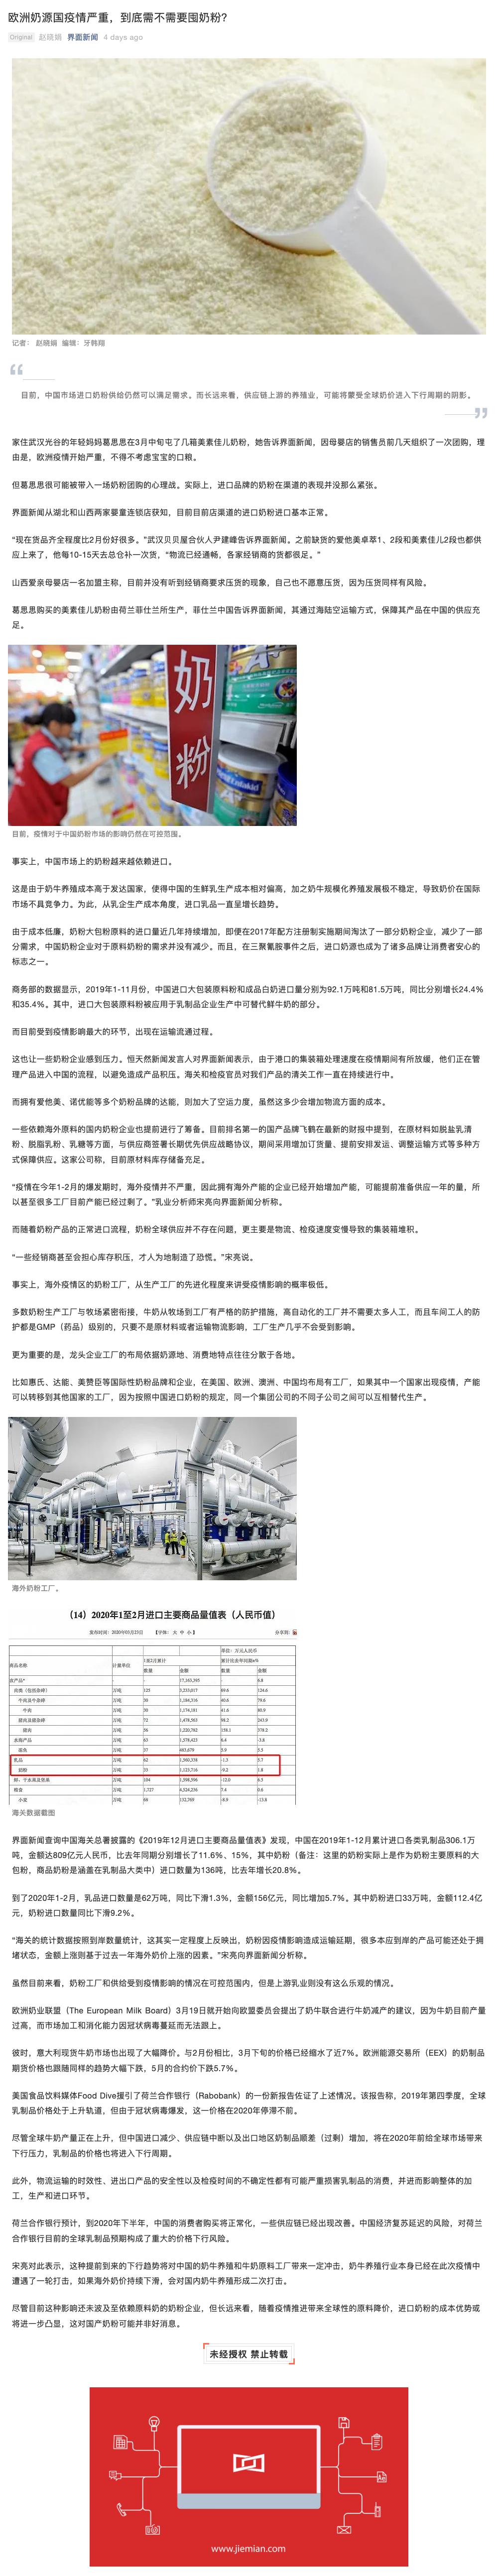 欧洲奶源国疫情严重，到底需不需要囤奶粉？
Original 赵晓娟 界面新闻 4 days ago
记者： 赵晓娟 编辑：牙韩翔
目前，中国市场进口奶粉供给仍然可以满足需求。而长远来看，供应链上游的养殖业，可能将蒙受全球奶价进入下行周期的阴影。
家住武汉光谷的年轻妈妈葛思思在3月中旬屯了几箱美素佳儿奶粉，她告诉界面新闻，因母婴店的销售员前几天组织了一次团购，理
由是，欧洲疫情开始严重，不得不考虑宝宝的口粮。
但葛思思很可能被带入一场奶粉团购的心理战。实际上，进口品牌的奶粉在渠道的表现并没那么紧张。
界面新闻从湖北和山西两家婴童连锁店获知，目前目前店渠道的进口奶粉进口基本正常。
“现在货品齐全程度比2月份好很多。”武汉贝贝屋合伙人尹建峰告诉界面新闻。之前缺货的爱他美卓萃1、2段和美素佳儿2段也都供
应上来了，他每10-15天去总仓补一次货，“物流已经通畅，各家经销商的货都很足。”
山西爱亲母婴店一名加盟主称，目前并没有听到经销商要求压货的现象，自己也不愿意压货，因为压货同样有风险。
葛思思购买的美素佳儿奶粉由荷兰菲仕兰所生产，菲仕兰中国告诉界面新闻，其通过海陆空运输方式，保障其产品在中国的供应充
足。
奶粉
目前，疫情对于中国奶粉市场的影响仍然在可控范围。
事实上，中国市场上的奶粉越来越依赖进口。
这是由于奶牛养殖成本高于发达国家，使得中国的生鲜乳生产成本相对偏高，加之奶牛规模化养殖发展极不稳定，导致奶价在国际
市场不具竞争力。为此，从乳企生产成本角度，进口乳品一直呈增长趋势。
由于成本低廉，奶粉大包粉原料的进口量近几年持续增加，即便在2017年配方注册制实施期间淘汰了一部分奶粉企业，减少了一部
分需求，中国奶粉企业对于原料奶粉的需求并没有减少。而且，在三聚氰胺事件之后，进口奶源也成为了诸多品牌让消费者安心的
标志之一。
商务部的数据显示，2019年1-11月份，中国进口大包装原料粉和成品白奶进口量分别为92.1万吨和81.5万吨，同比分别增长24.4%
和35.4%。其中，进口大包装原料粉被应用于乳制品企业生产中可替代鲜牛奶的部分。
而目前受到疫情影响最大的环节，出现在运输流通过程。
这也让一些奶粉企业感到压力。恒天然新闻发言人对界面新闻表示，由于港口的集装箱处理速度在疫情期间有所放缓，他们正在管
理产品进入中国的流程，以避免造成产品积压。海关和检疫官员对我们产品的清关工作一直在持续进行中。
而拥有爱他美、诺优能等多个奶粉品牌的达能，则加大了空运力度，虽然这多少会增加物流方面的成本。
一些依赖海外原料的国内奶粉企业也提前进行了筹备。目前排名第一的国产品牌飞鹤在最新的财报中提到，在原材料如脱盐乳清
粉、脱脂乳粉、乳糖等方面，与供应商签署长期优先供应战略协议，期间采用增加订货量、提前安排发运、调整运输方式等多种方
式保障供应。这家公司称，目前原材料库存储备充足。
“疫情在今年1-2月的爆发期时，海外疫情并不严重，因此拥有海外产能的企业已经开始增加产能，可能提前准备供应一年的量，所
以甚至很多工厂目前产能已经过剩了。”乳业分析师宋亮向界面新闻分析称。
而随着奶粉产品的正常进口流程，奶粉全球供应并不存在问题，更主要是物流、检疫速度变慢导致的集装箱堆积。
“一些经销商甚至会担心库存积压，才人为地制造了恐慌。”宋亮说。
事实上，海外疫情区的奶粉工厂，从生产工厂的先进化程度来讲受疫情影响的概率极低。
多数奶粉生产工厂与牧场紧密衔接，牛奶从牧场到工厂有严格的防护措施，高自动化的工厂并不需要太多人工，而且车间工人的防
护都是GMP（药品）级别的，只要不是原材料或者运输物流影响，工厂生产几乎不会受到影响。
更为重要的是，龙头企业工厂的布局依据奶源地、消费地特点往往分散于各地。
比如惠氏、达能、美赞臣等国际性奶粉品牌和企业，在美国、欧洲、澳洲、中国均布局有工厂，如果其中一个国家出现疫情，产能
可以转移到其他国家的工厂，因为按照中国进口奶粉的规定，同一个集团公司的不同子公司之间可以互相替代生产。
海外奶粉工厂。
（14）2020年1至2月进口主要商品量值表（人民币值）
海关数据截图
界面新闻查询中国海关总署披露的《2019年12月进口主要商品量值表》发现，中国在2019年1-12月累计进口各类乳制品306.1万
吨，金额达809亿元人民币，比去年同期分别增长了11.6%、15%，其中奶粉（备注：这里的奶粉实际上是作为奶粉主要原料的大
包粉，商品奶粉是涵盖在乳制品大类中）进口数量为136吨，比去年增长20.8%。
到了2020年1-2月，乳品进口数量是62万吨，同比下滑1.3%，金额156亿元，同比增加5.7%。其中奶粉进口33万吨，金额112.4亿
元，奶粉进口数量同比下滑9.2%。
“海关的统计数据按照到岸数量统计，这其实一定程度上反映出，奶粉因疫情影响造成运输延期，很多本应到岸的产品可能还处于拥
堵状态，金额上涨则基于过去一年海外奶价上涨的因素。”宋亮向界面新闻分析称。
虽然目前来看，奶粉工厂和供给受到疫情影响的情况在可控范围内，但是上游乳业则没有这么乐观的情况。
欧洲奶业联盟（The European Milk Board）3月19日就开始向欧盟委员会提出了奶牛联合进行牛奶减产的建议，因为牛奶目前产量
过高，而市场加工和消化能力因冠状病毒蔓延而无法跟上。
彼时，意大利现货牛奶市场也出现了大幅降价。与2月份相比，3月下旬的价格已经缩水了近7%。欧洲能源交易所（EEX）的奶制品
期货价格也跟随同样的趋势大幅下跌，5月的合约价下跌5.7%。
美国食品饮料媒体Food Dive援引了荷兰合作银行（Rabobank）的一份新报告佐证了上述情况。该报告称，2019年第四季度，全球
乳制品价格处于上升轨道，但由于冠状病毒爆发，这一价格在2020年停滞不前。
尽管全球牛奶产量正在上升，但中国进口减少、供应链中断以及出口地区奶制品顺差（过剩）增加，将在2020年前给全球市场带来
下行压力，乳制品的价格也将进入下行周期。
此外，物流运输的时效性、进出口产品的安全性以及检疫时间的不确定性都有可能严重损害乳制品的消费，并进而影响整体的加
工，生产和进口环节。
荷兰合作银行预计，到2020年下半年，中国的消费者购买将正常化，一些供应链已经出现改善。中国经济复苏延迟的风险，对荷兰
合作银行目前的全球乳制品预期构成了重大的价格下行风险。
宋亮对此表示，这种提前到来的下行趋势将对中国的奶牛养殖和牛奶原料工厂带来一定冲击，奶牛养殖行业本身已经在此次疫情中
遭遇了一轮打击，如果海外奶价持续下滑，会对国内奶牛养殖形成二次打击。
尽管目前这种影响还未波及至依赖原料奶的奶粉企业，但长远来看，随着疫情推进带来全球性的原料降价，进口奶粉的成本优势或
将进一步凸显，这对国产奶粉可能并非好消息。
未经授权 禁止转载
www.jiemian.com